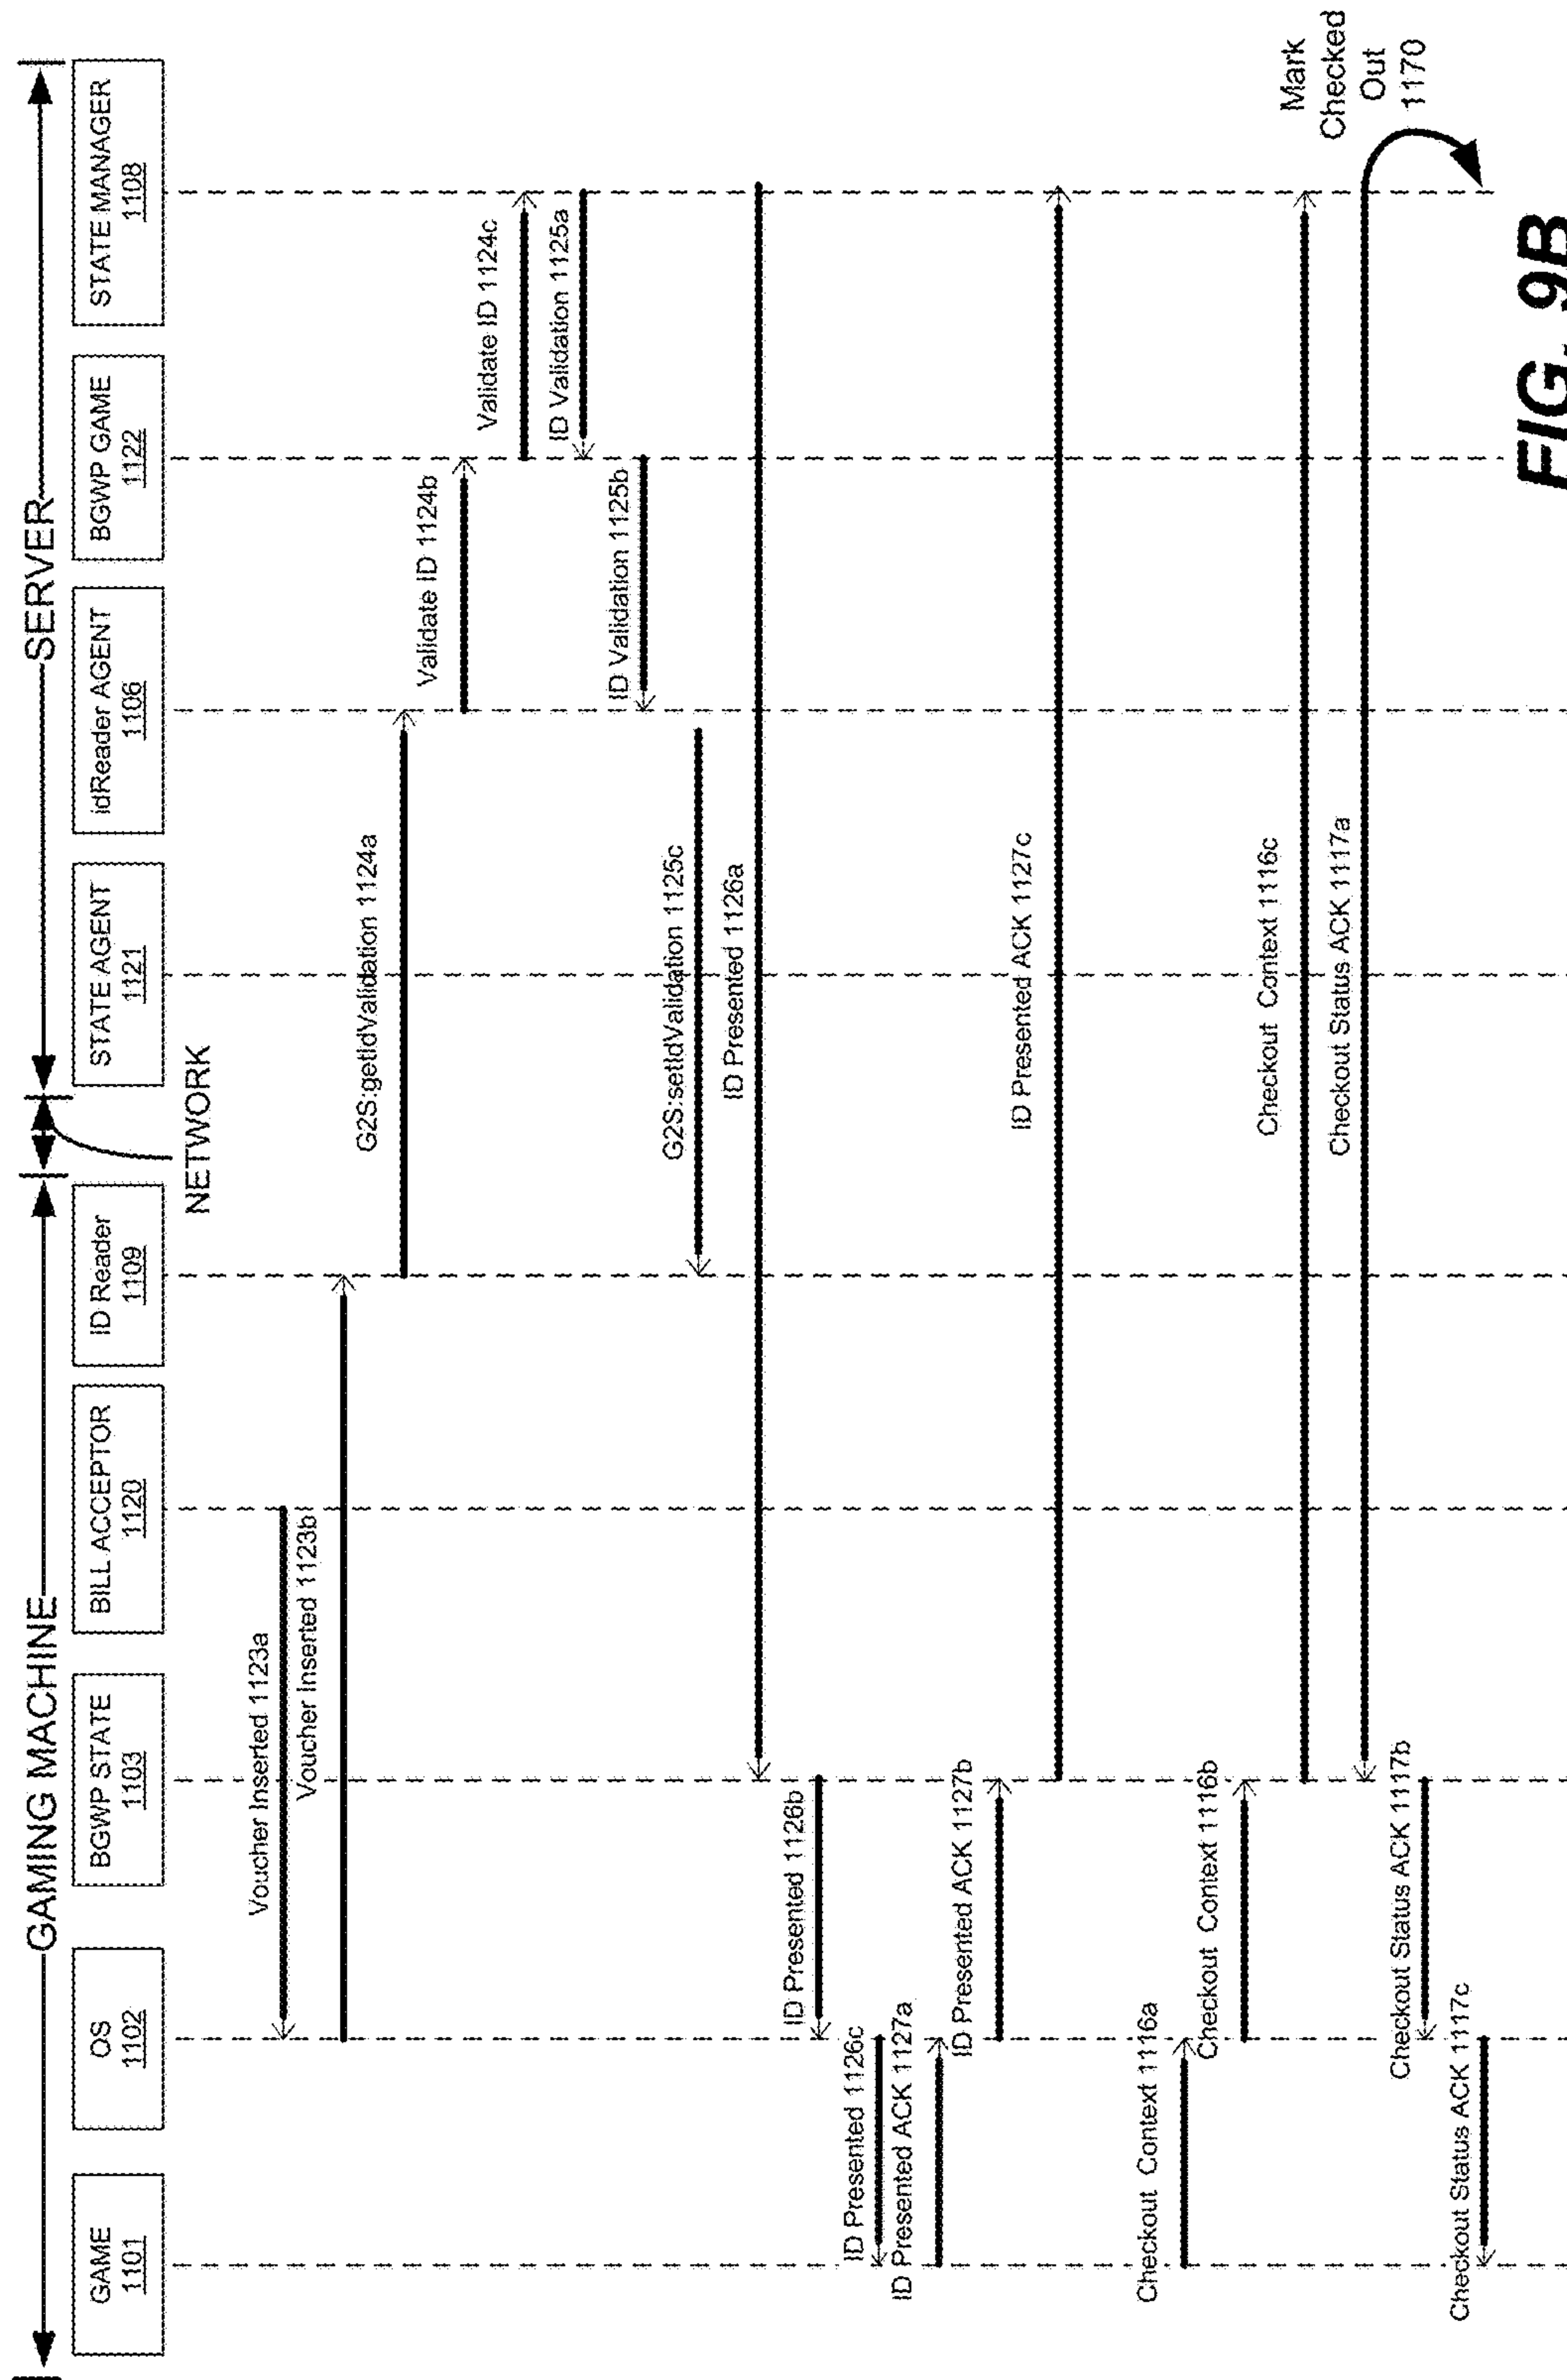 GAMING MACHINE
SERVER
NETWORK
GAME
1101
OS
1102
BGWP STATE
1103
BILL ACCEPTOR
1120
ID Reader
1109
STATE AGENT
1121
idReader AGENT
1106
BGWP GAME
1122
STATE MANAGER
1108
Voucher Inserted 1123a
Voucher Inserted 1123b
G2S:getIdValidation 1124a
Validate ID 1124b
Validate ID 1124c
ID Validation 1125a
ID Validation 1125b
G2S:setIdValidation 1125c
ID Presented 1126a
ID Presented 1126b
ID Presented 1126c
ID Presented ACK 1127a
ID Presented ACK 1127b
ID Presented ACK 1127c
Checkout Context 1116a
Checkout Context 1116b
Checkout Context 1116c
Checkout Status ACK 1117a
Mark
Checked
Out
1170
Checkout Status ACK 1117b
Checkout Status ACK 1117c
FIG. 9B